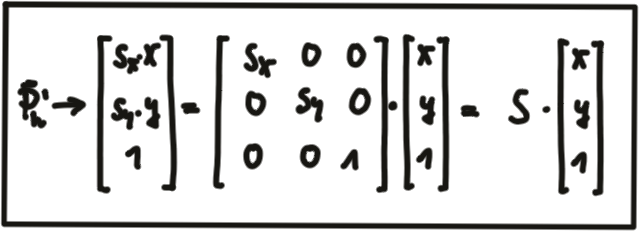 P'ₕ → [ Sx·x ] = [ Sx 0 0 ] · [ x ] = S · [ x ]
[ Sy·y ] [ 0 Sy 0 ] [ y ] [ y ]
[ 1 ] [ 0 0 1 ] [ 1 ] [ 1 ]